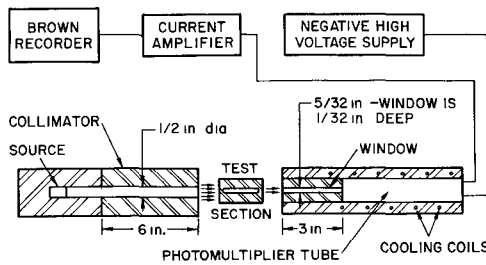 BROWN
RECORDER
CURRENT
AMPLIFIER
NEGATIVE HIGH
VOLTAGE SUPPLY
5/32 in -WINDOW IS
1/32 in DEEP
COLLIMATOR
1/2 in dia
SOURCE
TEST
WINDOW
SECTION
6 in.
3 in
PHOTOMULTIPLIER TUBE
COOLING COILS